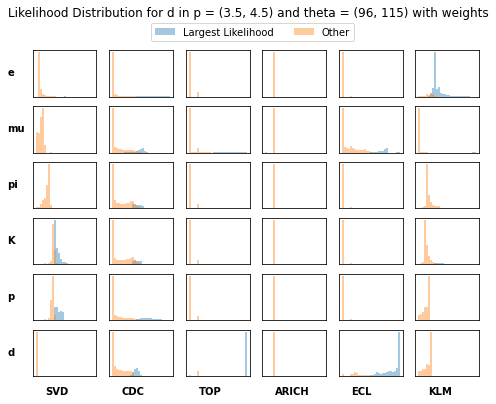 Likelihood Distribution for d in p = (3.5, 4.5) and theta = (96, 115) with weights
Largest Likelihood Other
e
mu
pi
K
p
d
SVD CDC TOP ARICH ECL KLM